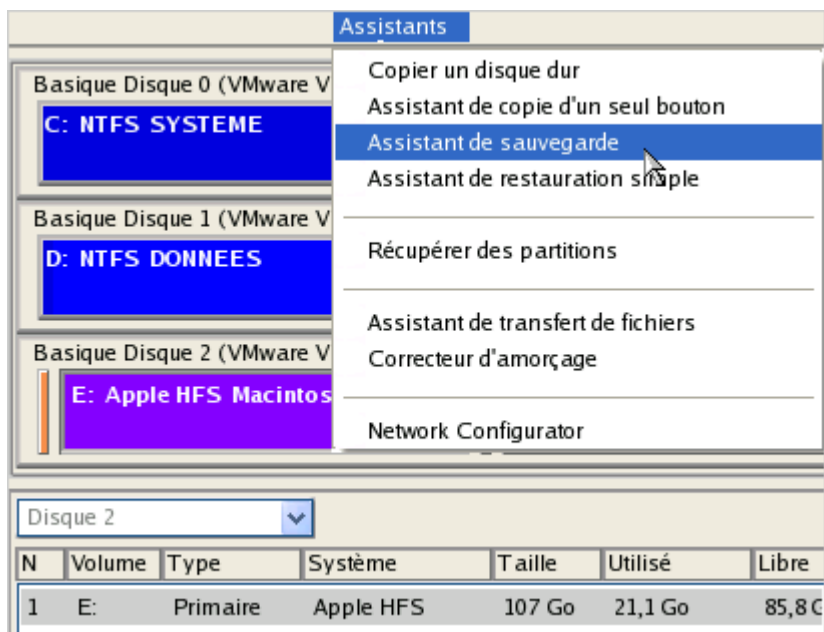 Assistants
Copier un disque dur
Assistant de copie d'un seul bouton
Assistant de sauvegarde
Assistant de restauration simple
Récupérer des partitions
Assistant de transfert de fichiers
Correcteur d'amorçage
Network Configurator
Basique Disque 0 (VMware V
C: NTFS SYSTEME
Basique Disque 1 (VMware V
D: NTFS DONNEES
Basique Disque 2 (VMware V
E: Apple HFS Macintos
Disque 2
N Volume Type Système Taille Utilisé Libre
1 E: Primaire Apple HFS 107 Go 21,1 Go 85,8 G